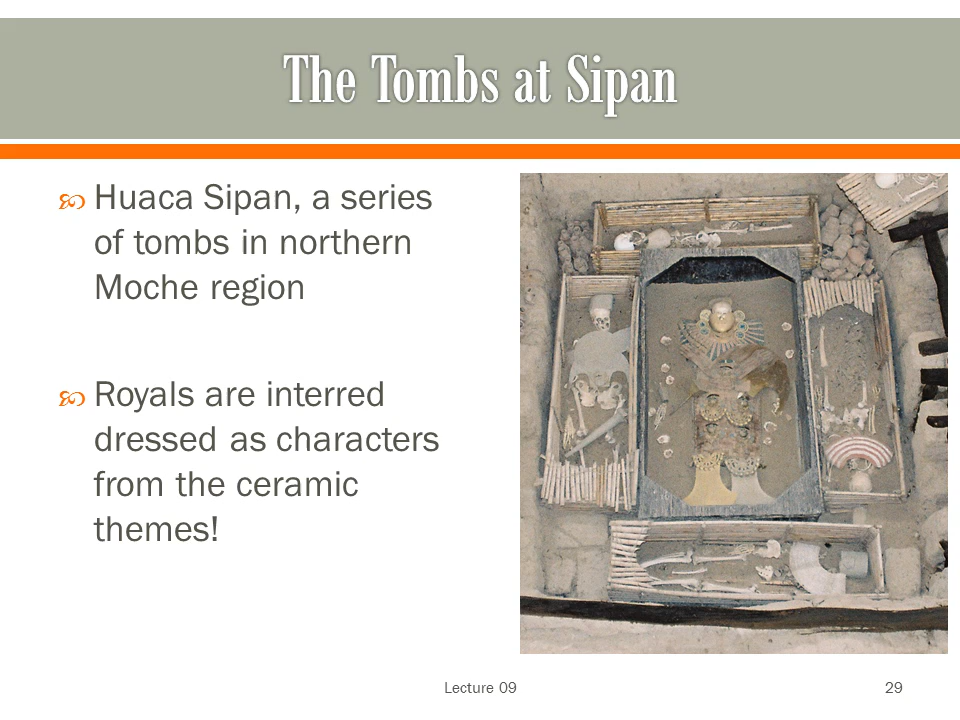 The Tombs at Sipan
Huaca Sipan, a series
of tombs in northern
Moche region
Royals are interred
dressed as characters
from the ceramic
themes!
Lecture 09
29